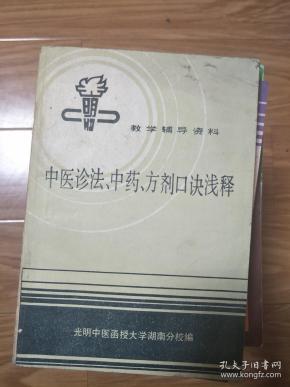 明
教学辅导资料
中医诊法、中药、方剂口诀浅释
光明中医函授大学湖南分校编
孔夫子旧书网